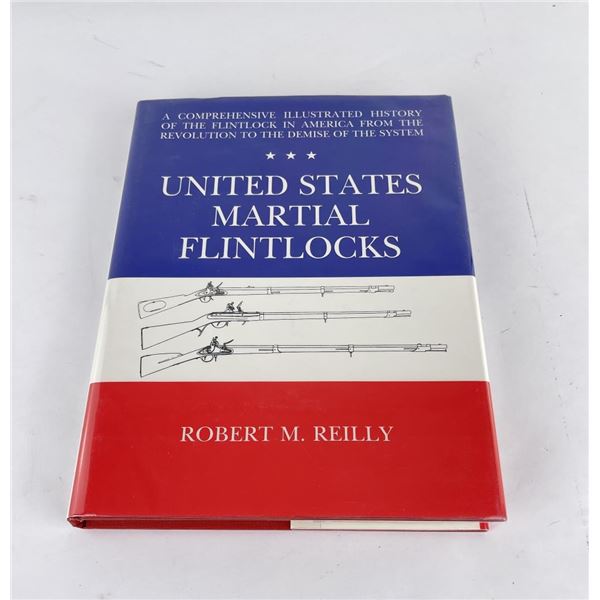 A COMPREHENSIVE ILLUSTRATED HISTORY
OF THE FLINTLOCK IN AMERICA FROM THE
REVOLUTION TO THE DEMISE OF THE SYSTEM
UNITED STATES
MARTIAL
FLINTLOCKS
ROBERT M. REILLY